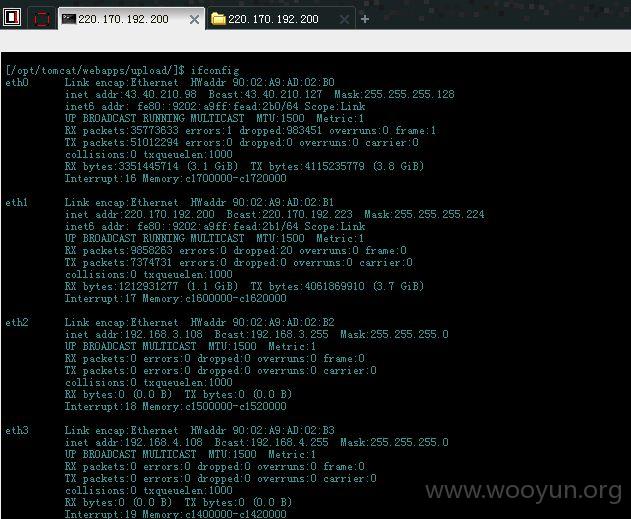 220.170.192.200
220.170.192.200
[/opt/tomcat/webapps/upload/]$ ifconfig
eth0 Link encap:Ethernet HWaddr 90:02:A9:AD:02:B0
inet addr:43.40.210.98 Bcast:43.40.210.127 Mask:255.255.255.128
inet6 addr: fe80::9202:a9ff:fead:2b0/64 Scope:Link
UP BROADCAST RUNNING MULTICAST MTU:1500 Metric:1
RX packets:35773633 errors:1 dropped:983451 overruns:0 frame:1
TX packets:51012294 errors:0 dropped:0 overruns:0 carrier:0
collisions:0 txqueuelen:1000
RX bytes:3351445714 (3.1 GiB) TX bytes:4115235779 (3.8 GiB)
Interrupt:16 Memory:c1700000-c1720000
eth1 Link encap:Ethernet HWaddr 90:02:A9:AD:02:B1
inet addr:220.170.192.200 Bcast:220.170.192.223 Mask:255.255.255.224
inet6 addr: fe80::9202:a9ff:fead:2b1/64 Scope:Link
UP BROADCAST RUNNING MULTICAST MTU:1500 Metric:1
RX packets:9858263 errors:0 dropped:20 overruns:0 frame:0
TX packets:7374731 errors:0 dropped:0 overruns:0 carrier:0
collisions:0 txqueuelen:1000
RX bytes:1212931277 (1.1 GiB) TX bytes:4061869910 (3.7 GiB)
Interrupt:17 Memory:c1600000-c1620000
eth2 Link encap:Ethernet HWaddr 90:02:A9:AD:02:B2
inet addr:192.168.3.108 Bcast:192.168.3.255 Mask:255.255.255.0
UP BROADCAST MULTICAST MTU:1500 Metric:1
RX packets:0 errors:0 dropped:0 overruns:0 frame:0
TX packets:0 errors:0 dropped:0 overruns:0 carrier:0
collisions:0 txqueuelen:1000
RX bytes:0 (0.0 B) TX bytes:0 (0.0 B)
Interrupt:18 Memory:c1500000-c1520000
eth3 Link encap:Ethernet HWaddr 90:02:A9:AD:02:B3
inet addr:192.168.4.108 Bcast:192.168.4.255 Mask:255.255.255.0
UP BROADCAST MULTICAST MTU:1500 Metric:1
RX packets:0 errors:0 dropped:0 overruns:0 frame:0
TX packets:0 errors:0 dropped:0 overruns:0 carrier:0
collisions:0 txqueuelen:1000
RX bytes:0 (0.0 B) TX bytes:0 (0.0 B)
Interrupt:19 Memory:c1400000-c1420000
www.wooyun.org